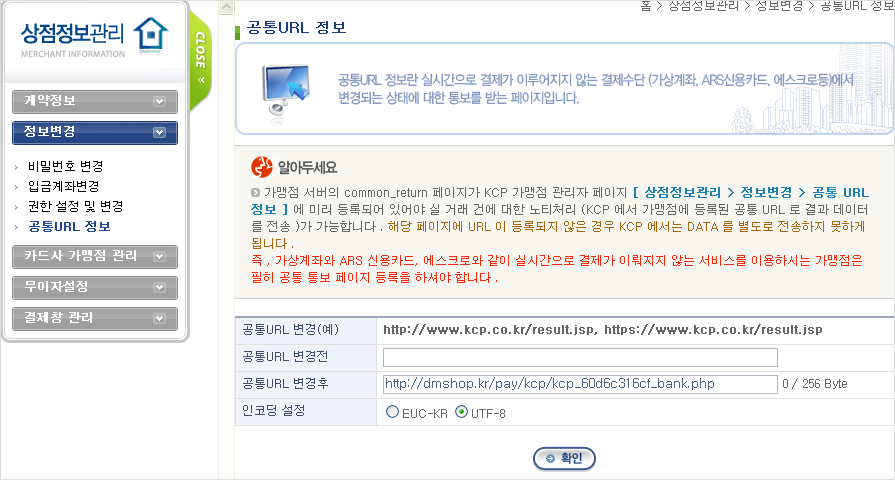 상점정보관리
MERCHANT INFORMATION
CLOSE «
계약정보
정보변경
비밀번호 변경
입금계좌변경
권한 설정 및 변경
공통URL 정보
카드사 가맹점 관리
무이자설정
결제창 관리
홈 > 상점정보관리 > 정보변경 > 공통URL 정보
공통URL 정보
공통URL 정보란 실시간으로 결제가 이루어지지 않는 결제수단 (가상계좌, ARS신용카드, 에스크로등)에서
변경되는 상태에 대한 통보를 받는 페이지입니다.
알아두세요
가맹점 서버의 common_return 페이지가 KCP 가맹점 관리자 페이지 [ 상점정보관리 > 정보변경 > 공통 URL
정보 ] 에 미리 등록되어 있어야 실 거래 건에 대한 노티처리 (KCP 에서 가맹점에 등록된 공통 URL 로 결과 데이터
를 전송 )가 가능합니다 . 해당 페이지에 URL 이 등록되지 않은 경우 KCP 에서는 DATA 를 별도로 전송하지 못하게
됩니다 .
즉 , 가상계좌와 ARS 신용카드, 에스크로와 같이 실시간으로 결제가 이뤄지지 않는 서비스를 이용하시는 가맹점은
필히 공통 통보 페이지 등록을 하셔야 합니다 .
공통URL 변경(예) http://www.kcp.co.kr/result.jsp, https://www.kcp.co.kr/result.jsp
공통URL 변경전
공통URL 변경후 http://dmshop.kr/pay/kcp/kcp_60d6c316cf_bank.php 0 / 256 Byte
인코딩 설정 EUC-KR UTF-8
확인